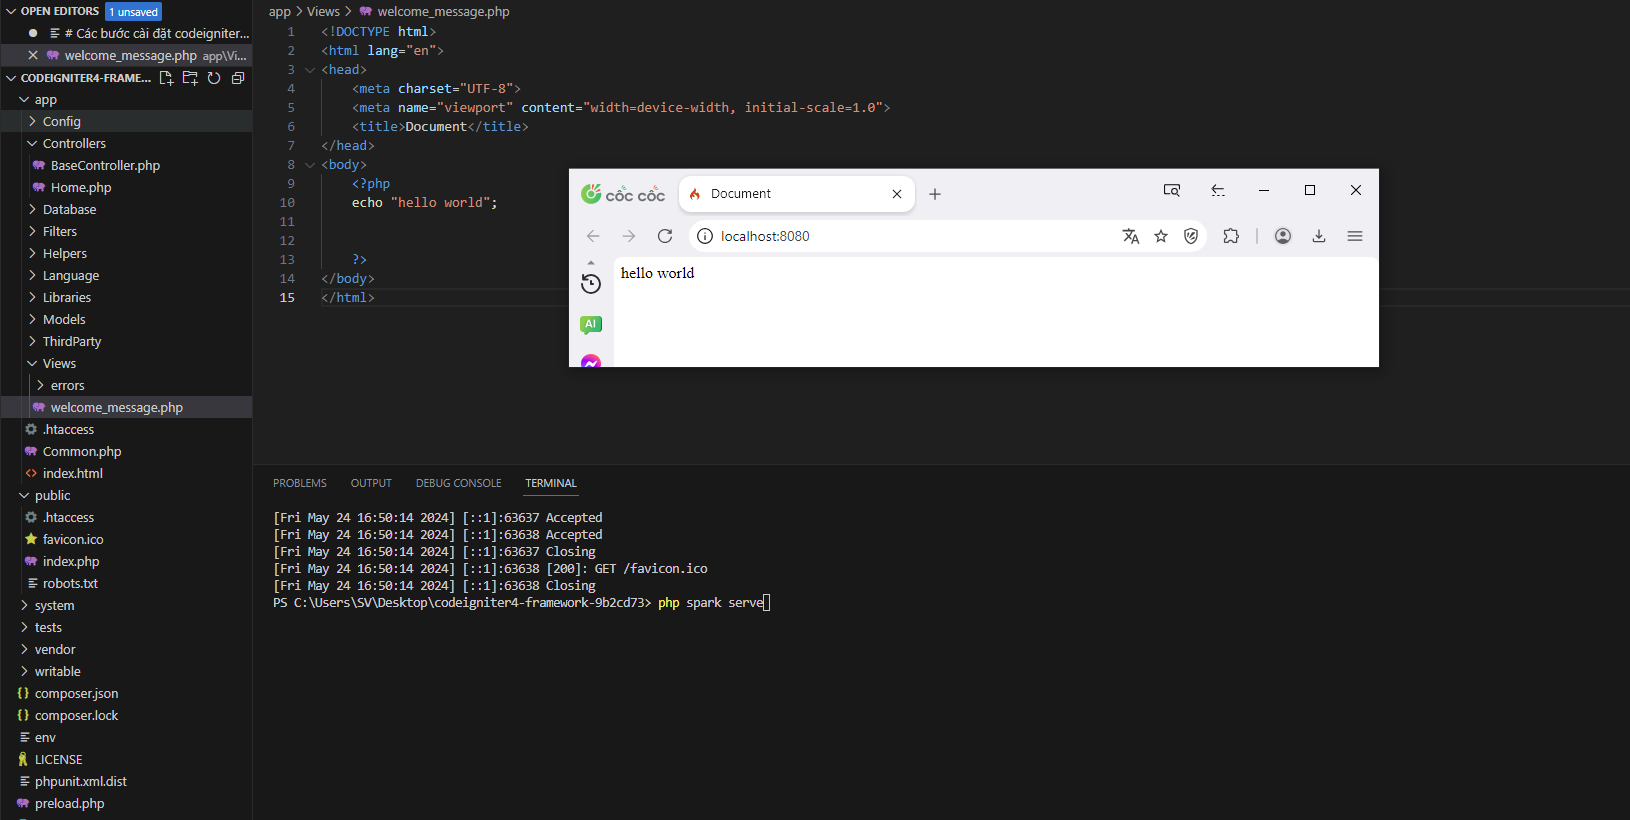 OPEN EDITORS 1 unsaved
# Các bước cài đặt codeigniter...
welcome_message.php app\Vi...
CODEIGNITER4-FRAME...
app
Config
Controllers
BaseController.php
Home.php
Database
Filters
Helpers
Language
Libraries
Models
ThirdParty
Views
errors
welcome_message.php
.htaccess
Common.php
index.html
public
.htaccess
favicon.ico
index.php
robots.txt
system
tests
vendor
writable
composer.json
composer.lock
env
LICENSE
phpunit.xml.dist
preload.php
app > Views > welcome_message.php
1 <!DOCTYPE html>
2 <html lang="en">
3 <head>
4 <meta charset="UTF-8">
5 <meta name="viewport" content="width=device-width, initial-scale=1.0">
6 <title>Document</title>
7 </head>
8 <body>
9 <?php
10 echo "hello world";
11
12
13 ?>
14 </body>
15 </html>
cốc cốc
Document
localhost:8080
AI
hello world
PROBLEMS OUTPUT DEBUG CONSOLE TERMINAL
[Fri May 24 16:50:14 2024] [::1]:63637 Accepted
[Fri May 24 16:50:14 2024] [::1]:63638 Accepted
[Fri May 24 16:50:14 2024] [::1]:63637 Closing
[Fri May 24 16:50:14 2024] [::1]:63638 [200]: GET /favicon.ico
[Fri May 24 16:50:14 2024] [::1]:63638 Closing
PS C:\Users\SV\Desktop\codeigniter4-framework-9b2cd73> php spark serve